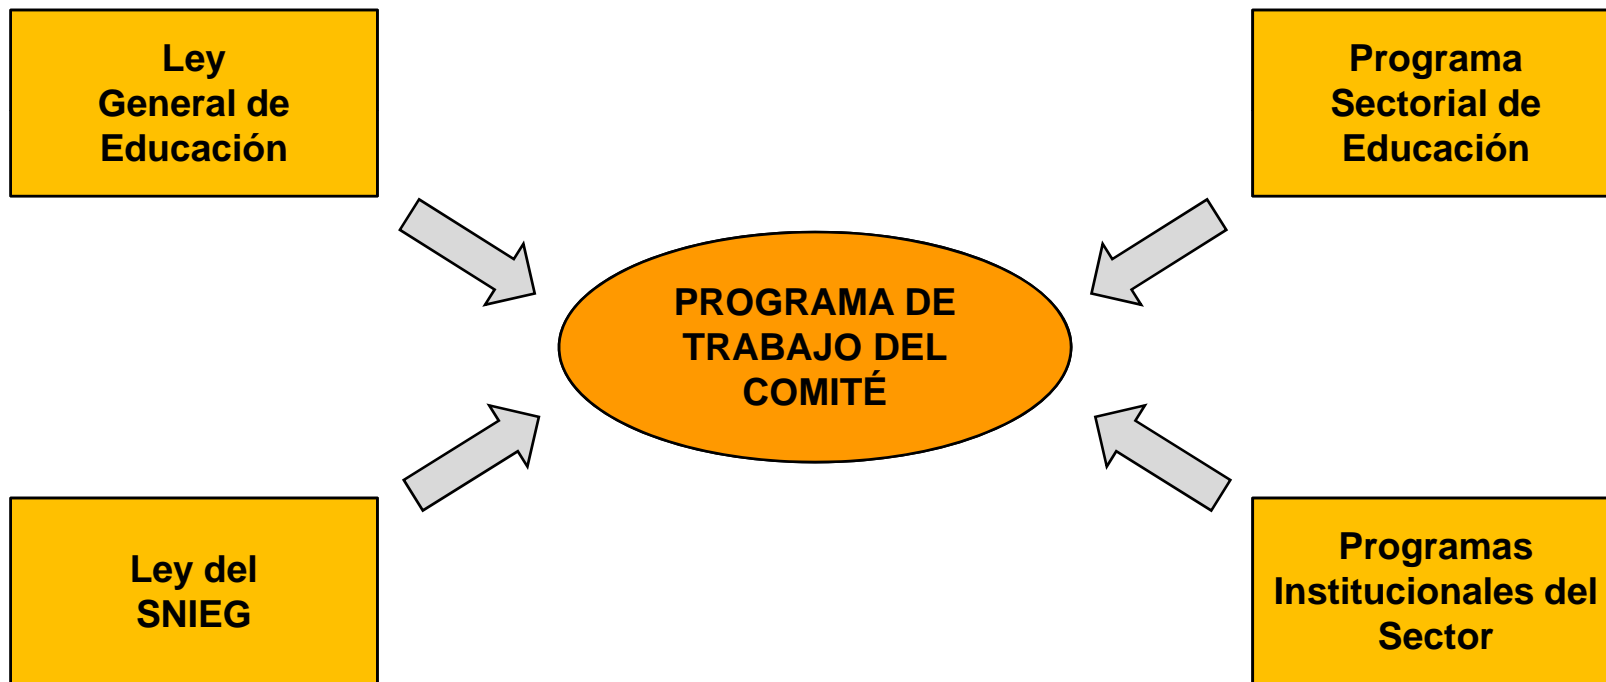 Ley
General de
Educación
Programa
Sectorial de
Educación
PROGRAMA DE
TRABAJO DEL
COMITÉ
Ley del
SNIEG
Programas
Institucionales del
Sector